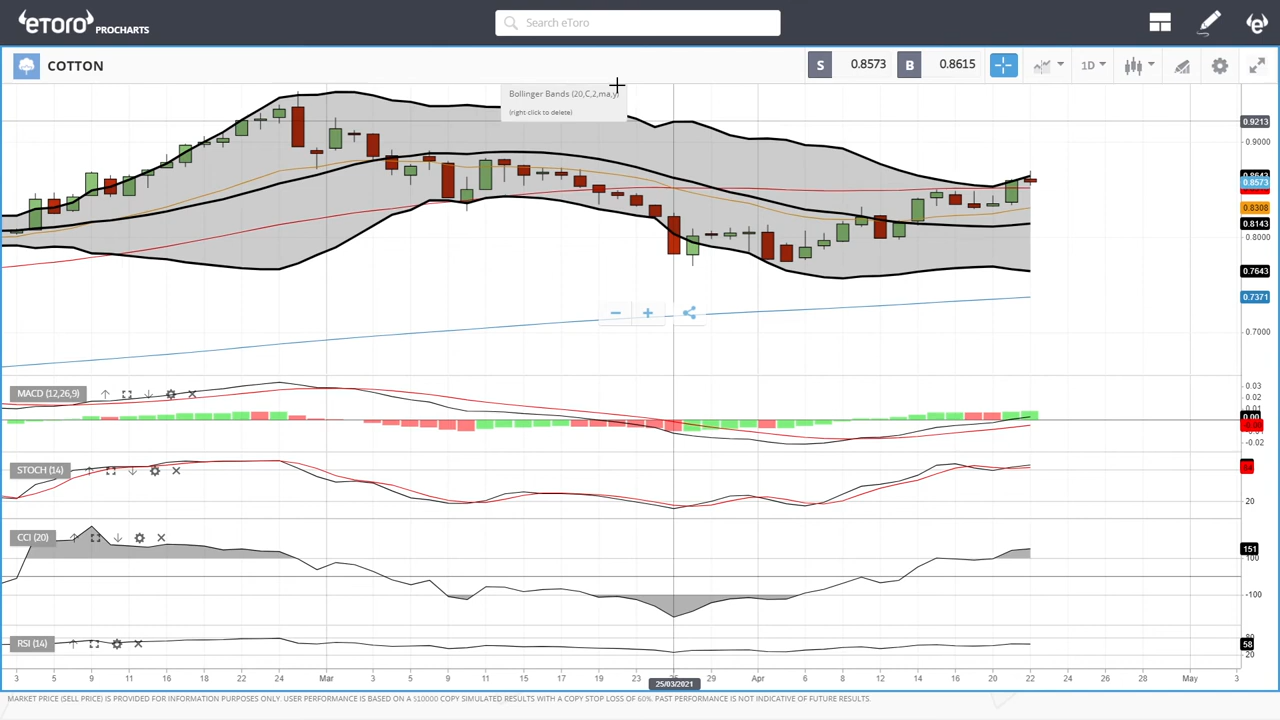 eToro PROCHARTS
Search eToro
COTTON
S 0.8573 B 0.8615
1D
Bollinger Bands (20,C,2,ma,y)
(right click to delete)
0.9213
0.9000
0.8573
0.8308
0.8143
0.8000
0.7643
0.7371
0.7000
MACD (12,26,9)
0.03
0.02
0.01
0.00
-0.02
STOCH (14)
20
CCI (20)
151
100
-100
RSI (14)
80
58
20
3 5 9 11 16 18 22 24 Mar 3 5 9 11 15 17 19 23 25 29 Apr 6 8 12 14 16 20 22 24 26 28 May 3
25/03/2021
MARKET PRICE (SELL PRICE) IS PROVIDED FOR INFORMATION PURPOSES ONLY. USER PERFORMANCE IS BASED ON A $10000 COPY SIMULATED RESULTS WITH A COPY STOP LOSS OF 60%. PAST PERFORMANCE IS NOT INDICATIVE OF FUTURE RESULTS.